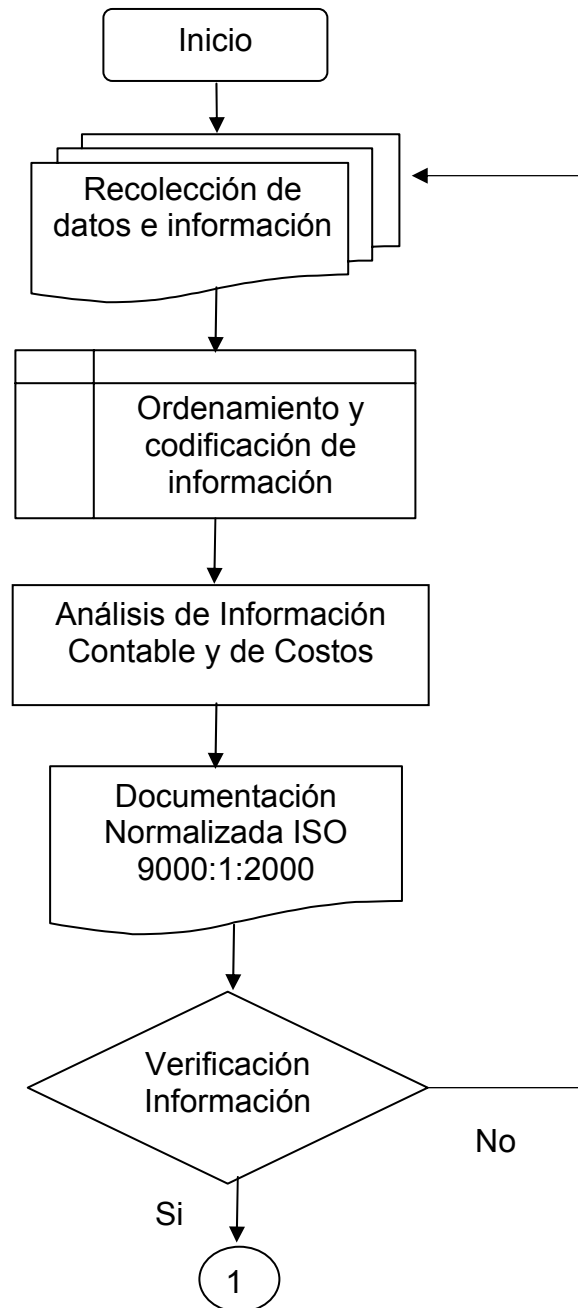 Inicio
Recolección de
datos e información
Ordenamiento y
codificación de
información
Análisis de Información
Contable y de Costos
Documentación
Normalizada ISO
9000:1:2000
Verificación
Información
No
Si
1